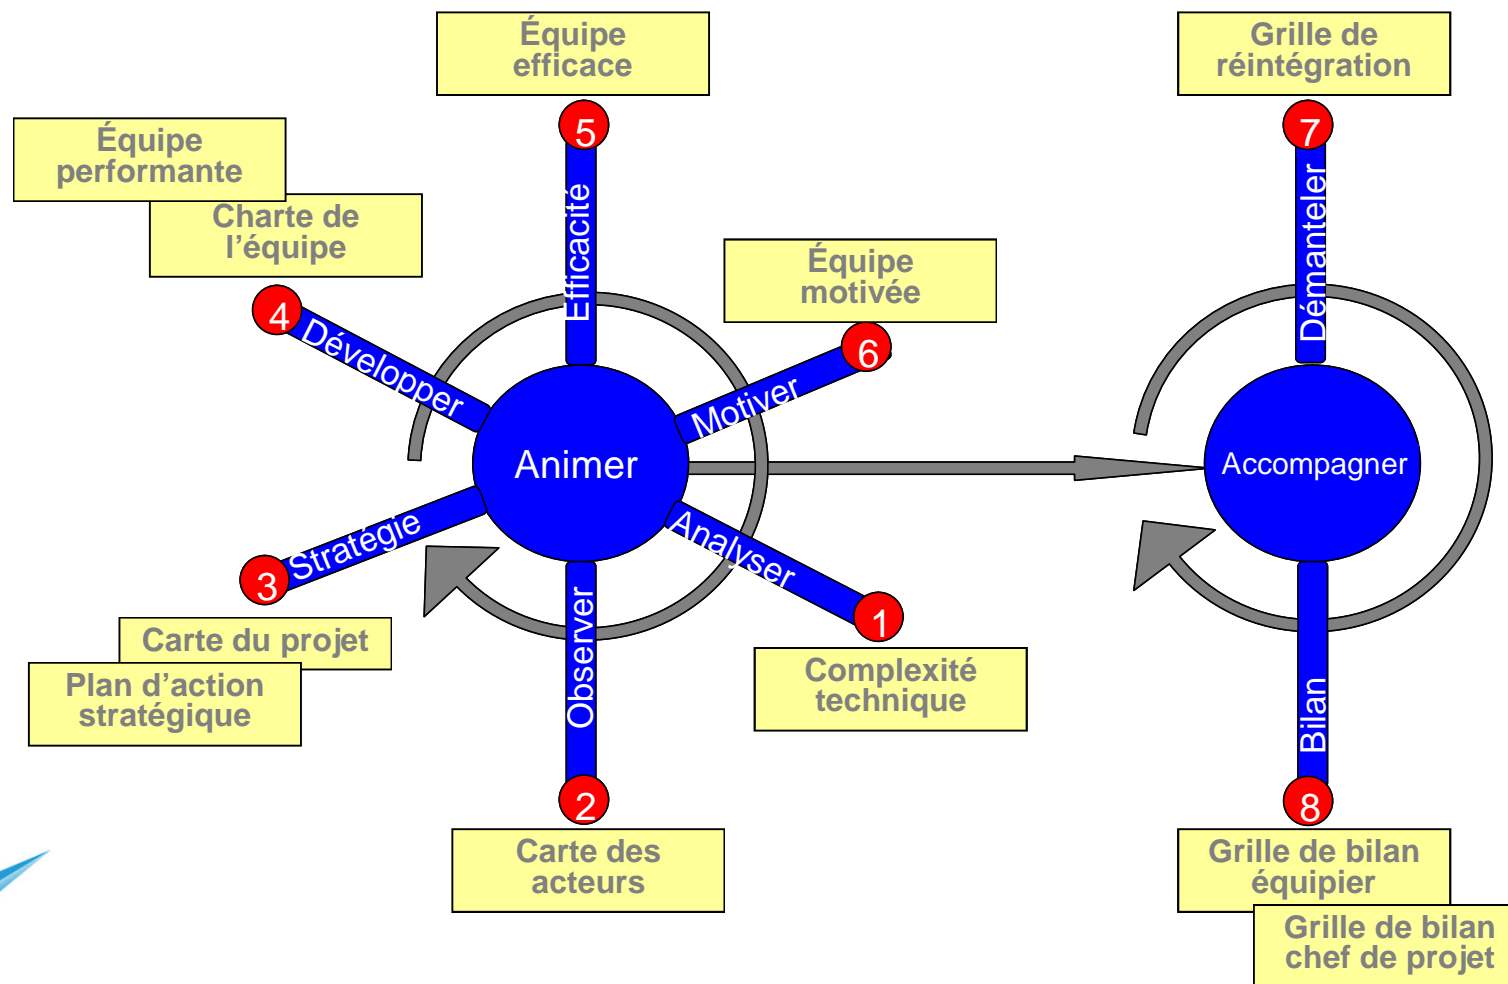 Équipe
efficace
Grille de
réintégration
5
7
Équipe
performante
Charte de
l’équipe
Efficacité
Démanteler
Équipe
motivée
4
Développer
6
Motiver
Animer
Accompagner
Stratégie
3
Analyser
1
Observer
Carte du projet
Plan d’action
stratégique
Complexité
technique
Bilan
2
8
Carte des
acteurs
Grille de bilan
équipier
Grille de bilan
chef de projet